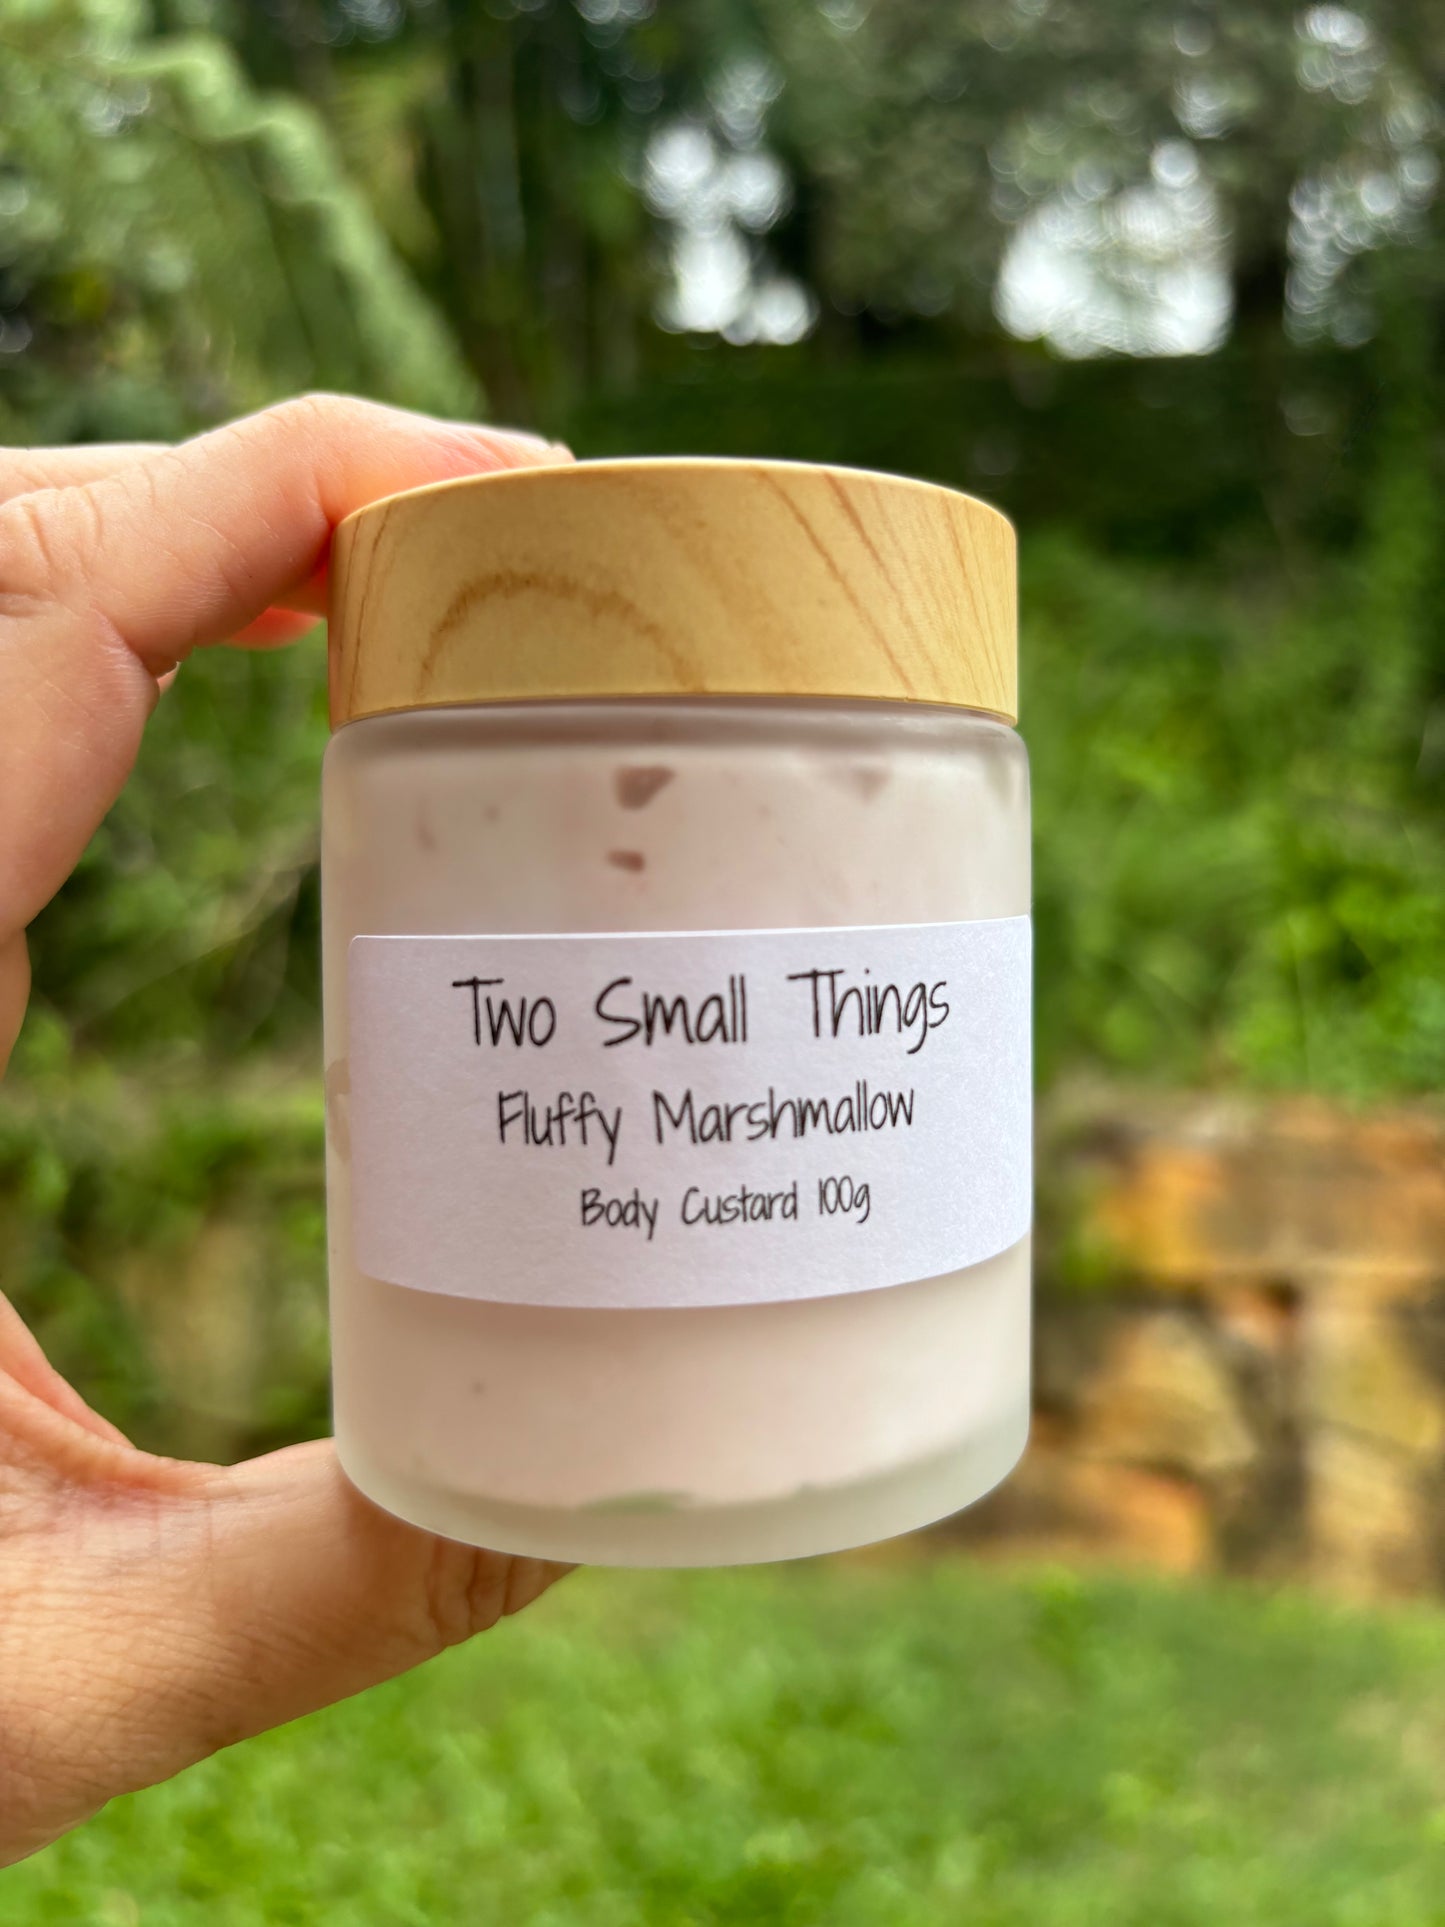 Two Small Things
Fluffy Marshmallow
Body Custard 100g